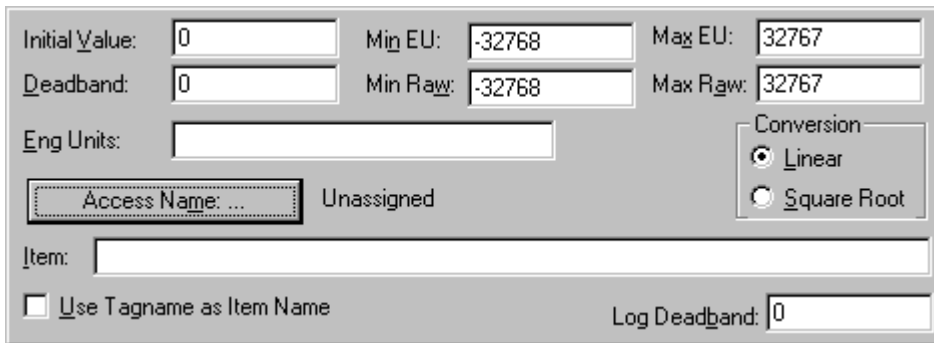 Initial Value: 0 Min EU: -32768 Max EU: 32767
Deadband: 0 Min Raw: -32768 Max Raw: 32767
Eng Units:
Conversion
Linear
Access Name: ... Unassigned
Square Root
Item:
Use Tagname as Item Name
Log Deadband: 0